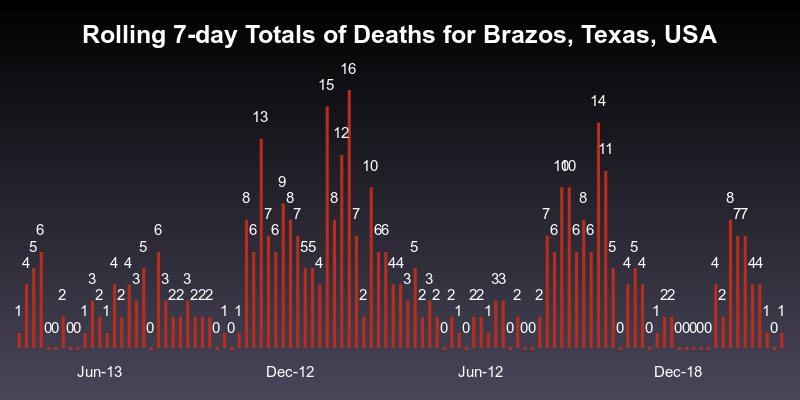 Rolling 7-day Totals of Deaths for Brazos, Texas, USA
1 4 5 6 0 0 2 0 0 1 3 2 1 4 2 4 3 5 0 6 3 2 2 3 2 2 2 0 1 0 1 8 6 13 7 6 9 8 7 5 5 4 15 8 12 16 7 2 10 6 6 4 4 3 5 2 3 2 0 2 1 0 2 2 1 3 3 0 2 0 0 2 7 6 10 10 6 8 6 14 11 5 0 4 5 4 0 1 2 2 0 0 0 0 0 4 2 8 7 7 4 4 1 0 1
Jun-13 Dec-12 Jun-12 Dec-18